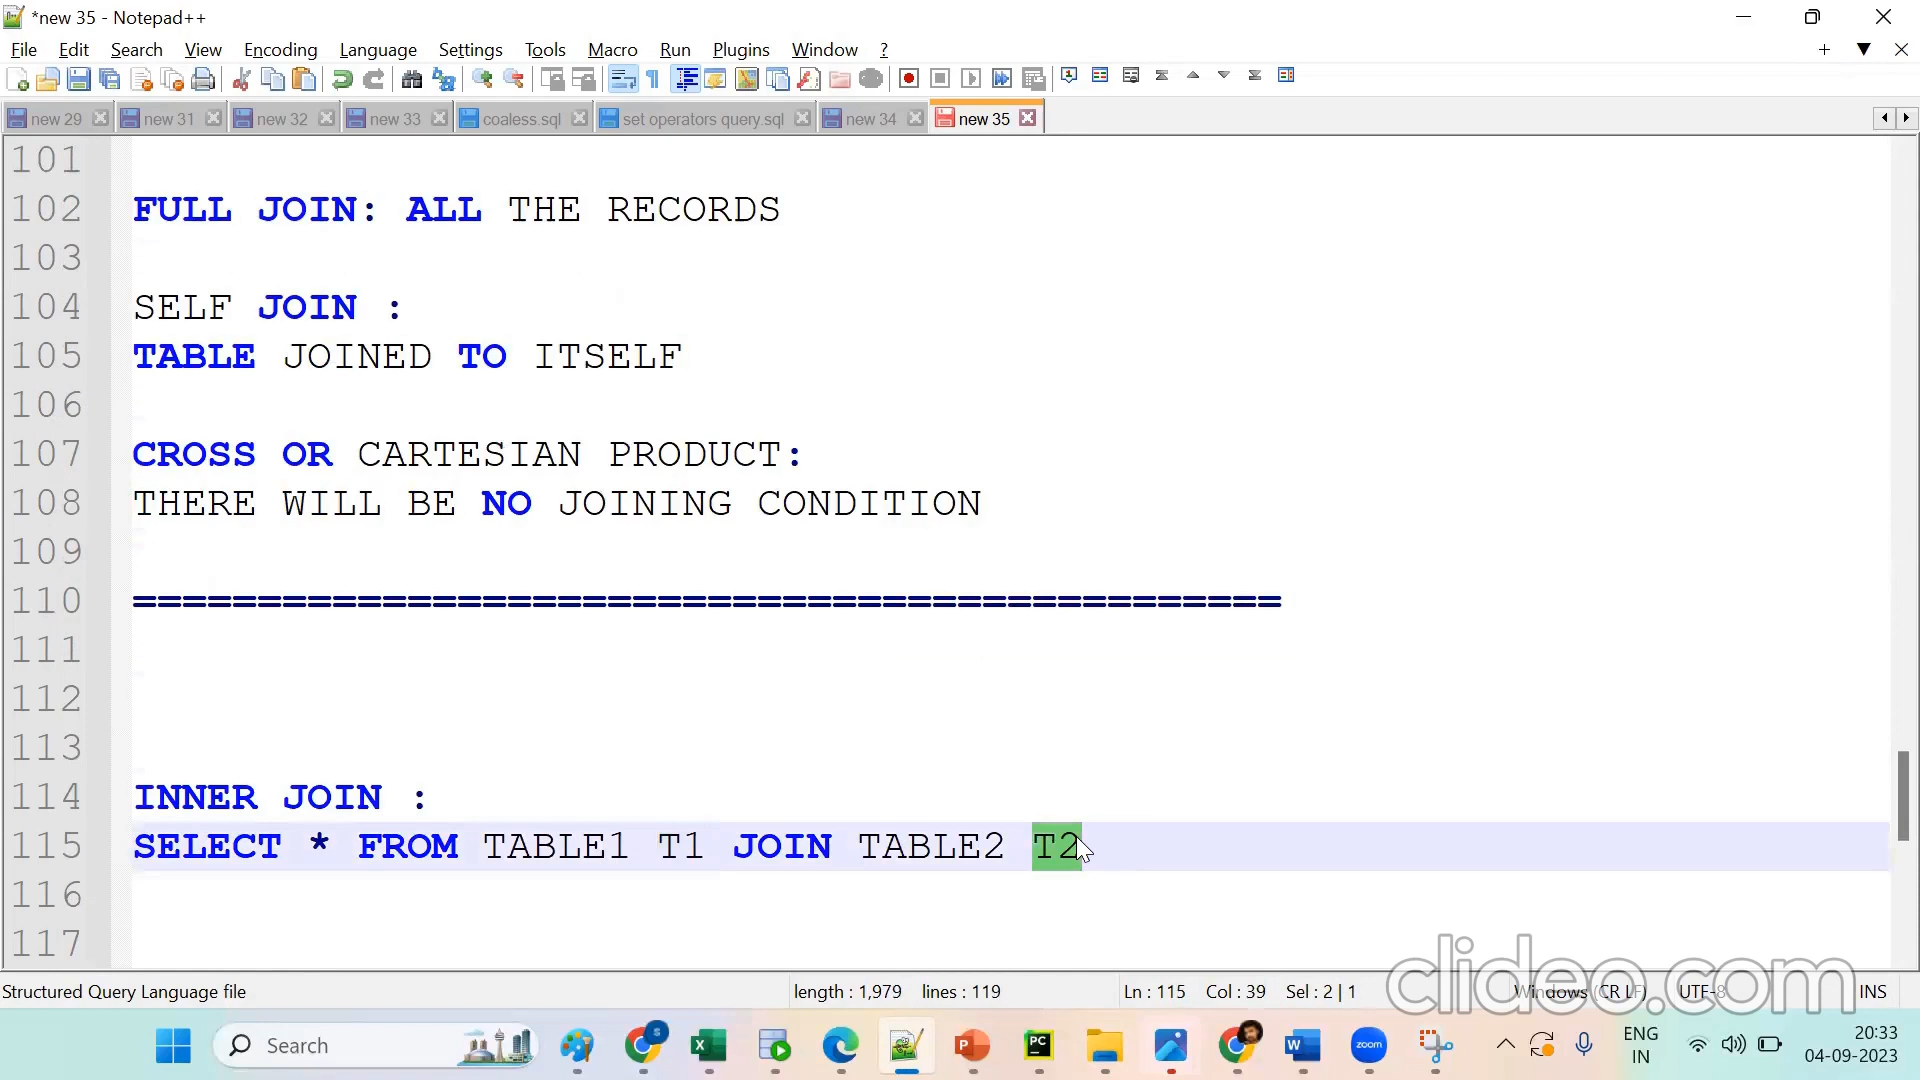 *new 35 - Notepad++
File Edit Search View Encoding Language Settings Tools Macro Run Plugins Window ?
new 29 new 31 new 32 new 33 coaless.sql set operators query.sql new 34 new 35
101
102 FULL JOIN: ALL THE RECORDS
103
104 SELF JOIN :
105 TABLE JOINED TO ITSELF
106
107 CROSS OR CARTESIAN PRODUCT:
108 THERE WILL BE NO JOINING CONDITION
109
110 ==============================================
111
112
113
114 INNER JOIN :
115 SELECT * FROM TABLE1 T1 JOIN TABLE2 T2
116
117
clideo.com
Structured Query Language file length : 1,979 lines : 119 Ln : 115 Col : 39 Sel : 2 | 1 Windows (CR LF) UTF-8 INS
Search
ENG
IN
20:33
04-09-2023